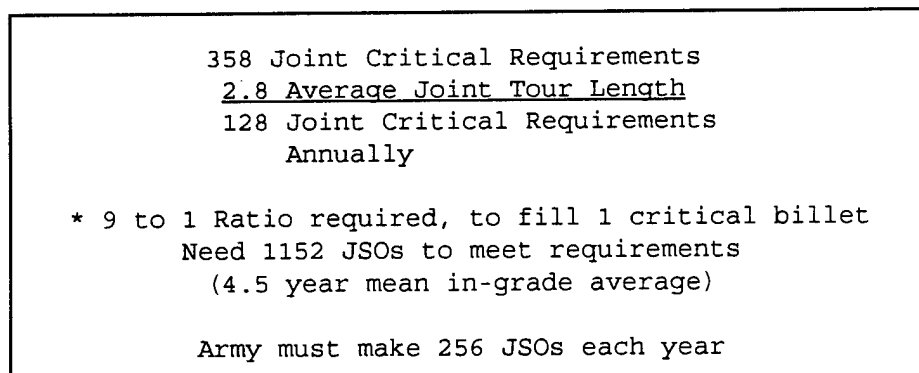 358 Joint Critical Requirements
2.8 Average Joint Tour Length
128 Joint Critical Requirements
Annually
* 9 to 1 Ratio required, to fill 1 critical billet
Need 1152 JSOs to meet requirements
(4.5 year mean in-grade average)
Army must make 256 JSOs each year